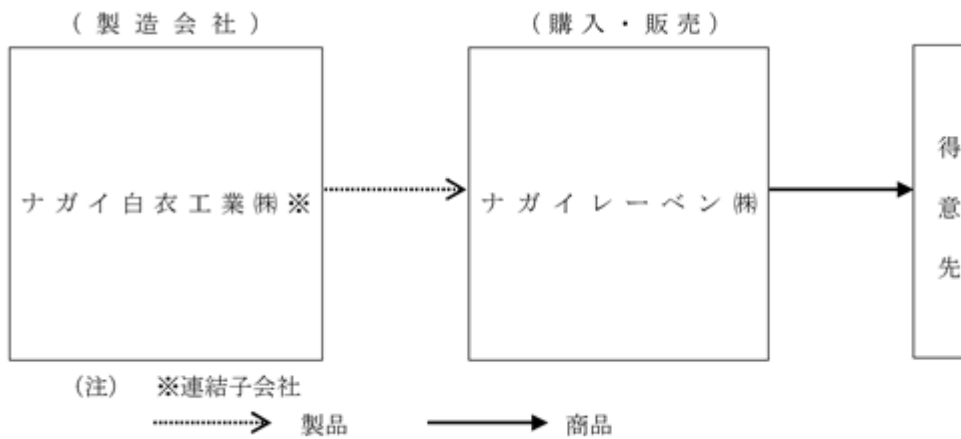 (製造会社)
(購入・販売)
ナガイ白衣工業㈱※
ナガイレーベン㈱
得意先
(注) ※連結子会社
製品
商品